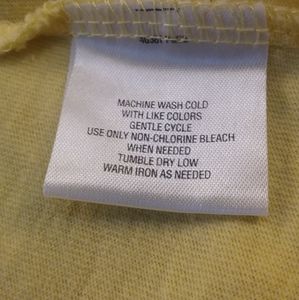 MACHINE WASH COLD
WITH LIKE COLORS
GENTLE CYCLE
USE ONLY NON-CHLORINE BLEACH
WHEN NEEDED
TUMBLE DRY LOW
WARM IRON AS NEEDED